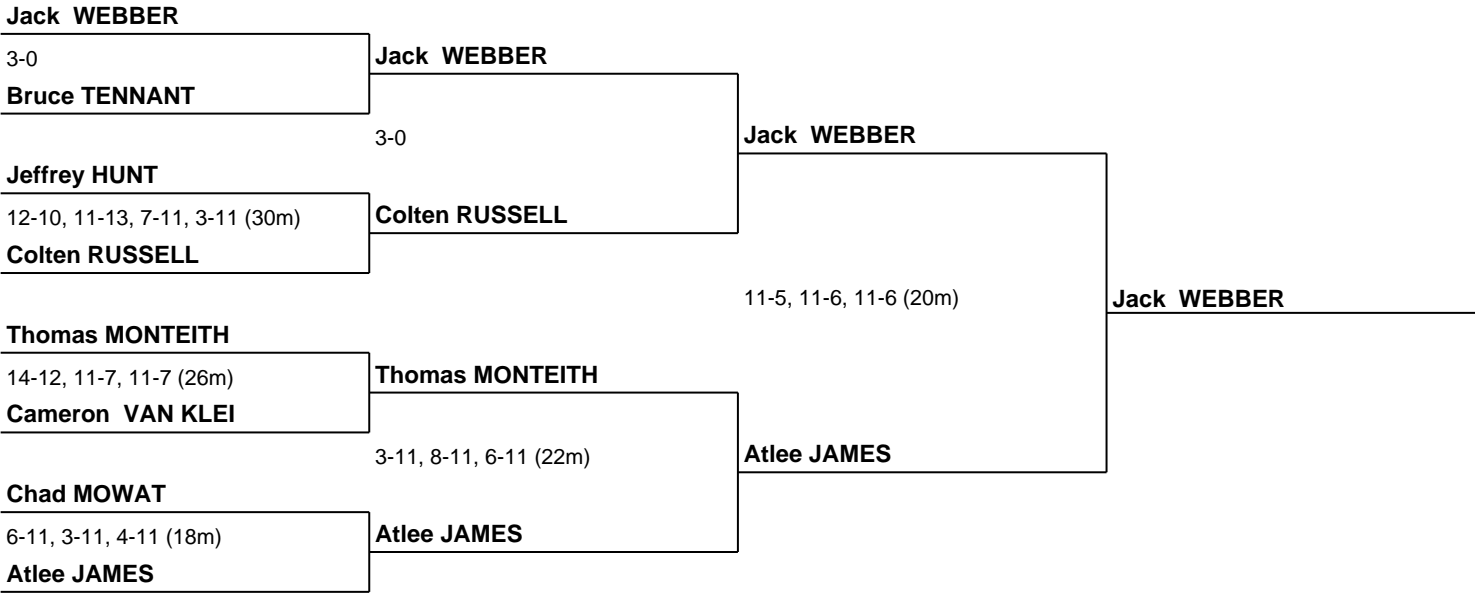 Jack WEBBER
3-0
Bruce TENNANT
Jeffrey HUNT
12-10, 11-13, 7-11, 3-11 (30m)
Colten RUSSELL
Thomas MONTEITH
14-12, 11-7, 11-7 (26m)
Cameron VAN KLEI
Chad MOWAT
6-11, 3-11, 4-11 (18m)
Atlee JAMES
Jack WEBBER
3-0
Colten RUSSELL
Thomas MONTEITH
3-11, 8-11, 6-11 (22m)
Atlee JAMES
Jack WEBBER
11-5, 11-6, 11-6 (20m)
Atlee JAMES
Jack WEBBER